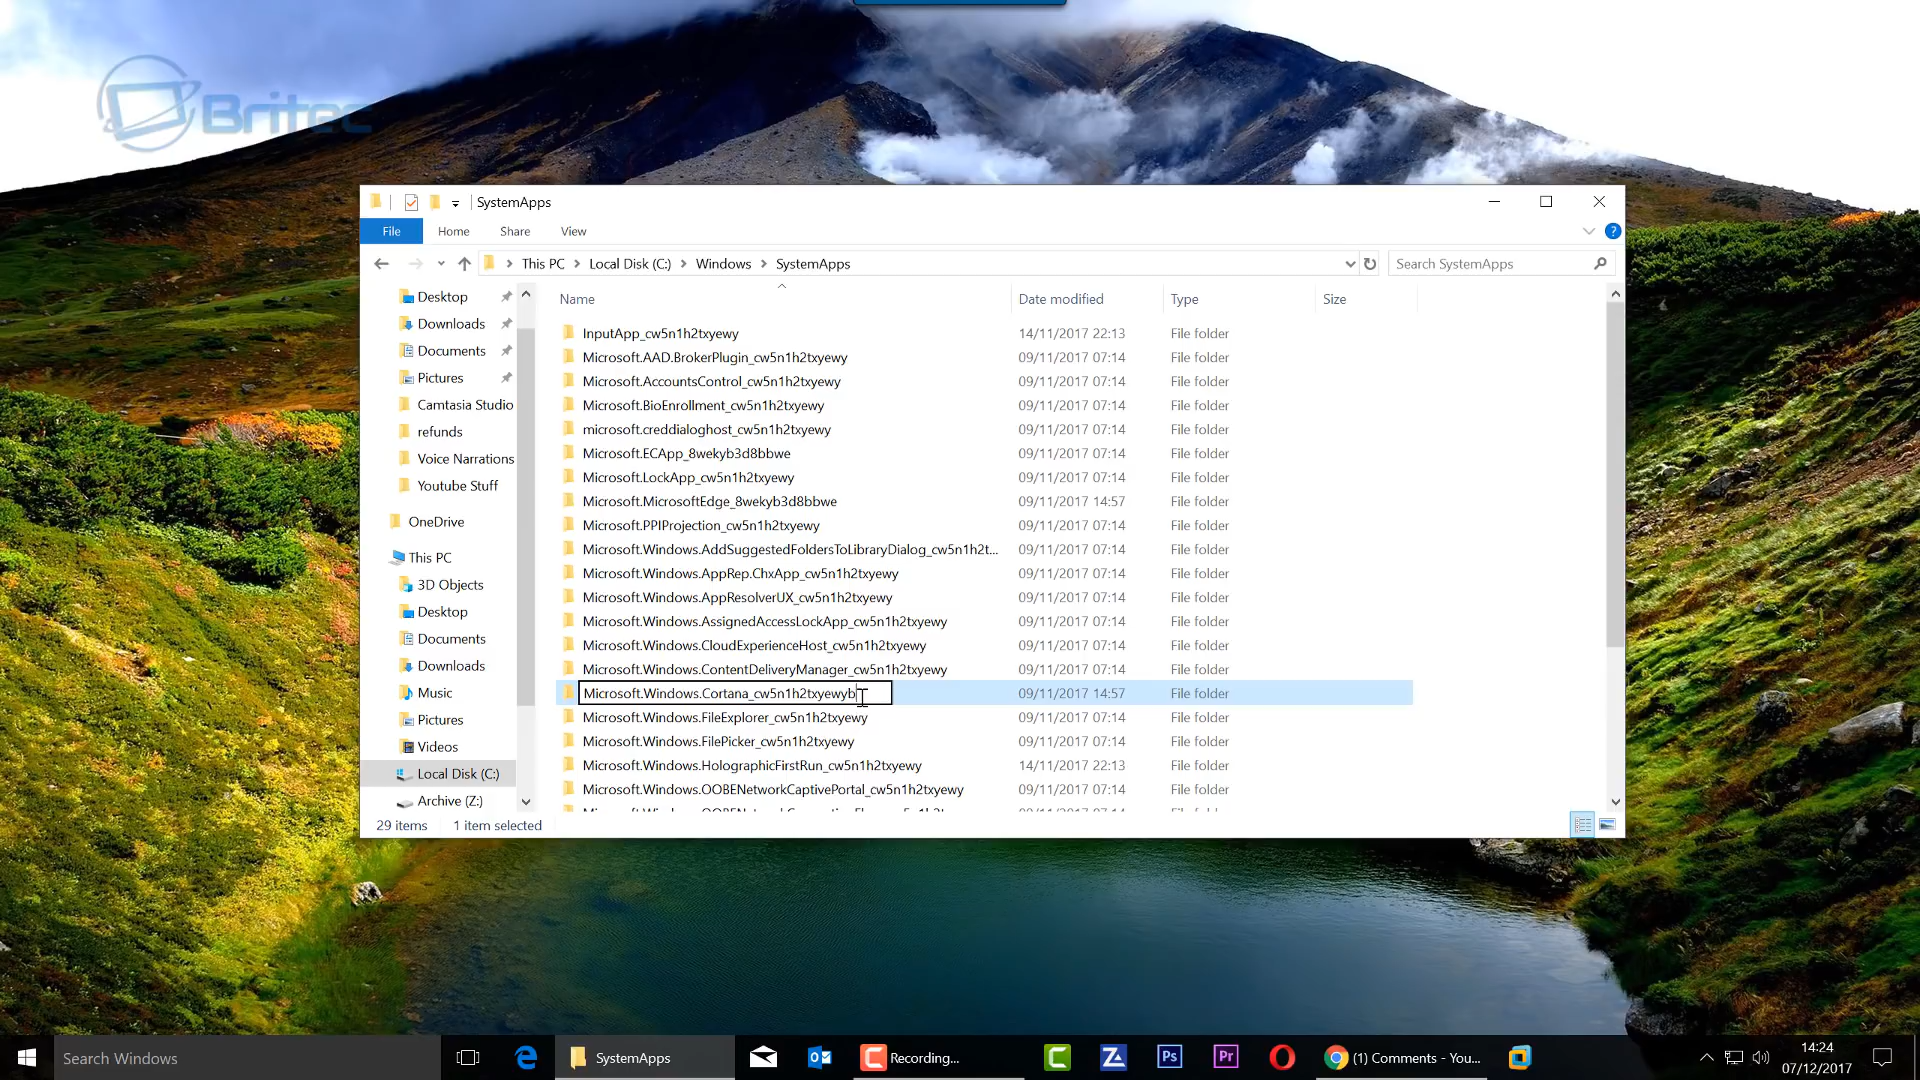 Britec
SystemApps
File Home Share View
This PC Local Disk (C:) Windows SystemApps
Search SystemApps
Desktop
Downloads
Documents
Pictures
Camtasia Studio
refunds
Voice Narrations
Youtube Stuff
OneDrive
This PC
3D Objects
Desktop
Documents
Downloads
Music
Pictures
Videos
Local Disk (C:)
Archive (Z:)
Name Date modified Type Size
InputApp_cw5n1h2txyewy 14/11/2017 22:13 File folder
Microsoft.AAD.BrokerPlugin_cw5n1h2txyewy 09/11/2017 07:14 File folder
Microsoft.AccountsControl_cw5n1h2txyewy 09/11/2017 07:14 File folder
Microsoft.BioEnrollment_cw5n1h2txyewy 09/11/2017 07:14 File folder
microsoft.creddialoghost_cw5n1h2txyewy 09/11/2017 07:14 File folder
Microsoft.ECApp_8wekyb3d8bbwe 09/11/2017 07:14 File folder
Microsoft.LockApp_cw5n1h2txyewy 09/11/2017 07:14 File folder
Microsoft.MicrosoftEdge_8wekyb3d8bbwe 09/11/2017 14:57 File folder
Microsoft.PPIProjection_cw5n1h2txyewy 09/11/2017 07:14 File folder
Microsoft.Windows.AddSuggestedFoldersToLibraryDialog_cw5n1h2t... 09/11/2017 07:14 File folder
Microsoft.Windows.AppRep.ChxApp_cw5n1h2txyewy 09/11/2017 07:14 File folder
Microsoft.Windows.AppResolverUX_cw5n1h2txyewy 09/11/2017 07:14 File folder
Microsoft.Windows.AssignedAccessLockApp_cw5n1h2txyewy 09/11/2017 07:14 File folder
Microsoft.Windows.CloudExperienceHost_cw5n1h2txyewy 09/11/2017 07:14 File folder
Microsoft.Windows.ContentDeliveryManager_cw5n1h2txyewy 09/11/2017 07:14 File folder
Microsoft.Windows.Cortana_cw5n1h2txyewyb 09/11/2017 14:57 File folder
Microsoft.Windows.FileExplorer_cw5n1h2txyewy 09/11/2017 07:14 File folder
Microsoft.Windows.FilePicker_cw5n1h2txyewy 09/11/2017 07:14 File folder
Microsoft.Windows.HolographicFirstRun_cw5n1h2txyewy 14/11/2017 22:13 File folder
Microsoft.Windows.OOBENetworkCaptivePortal_cw5n1h2txyewy 09/11/2017 07:14 File folder
29 items 1 item selected
Search Windows
SystemApps
Recording...
Ps
Pr
(1) Comments - You...
14:24
07/12/2017